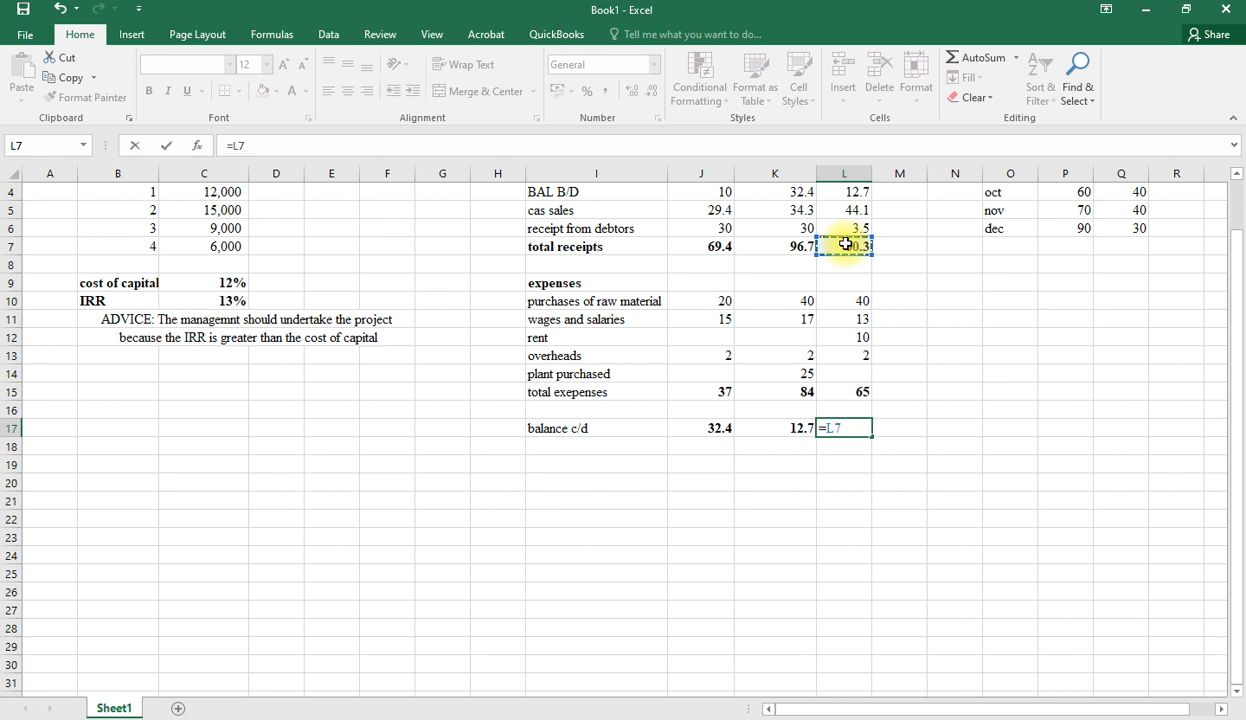 Book1 - Excel
File Home Insert Page Layout Formulas Data Review View Acrobat QuickBooks Tell me what you want to do... Share
Paste Cut Copy Format Painter
12 B I U
Wrap Text Merge & Center
General %
Conditional Formatting Format as Table Cell Styles
Insert Delete Format
AutoSum Fill Clear Sort & Filter Find & Select
Clipboard Font Alignment Number Styles Cells Editing
L7 fx =L7
A B C D E F G H I J K L M N O P Q R
4 1 12,000 BAL B/D 10 32.4 12.7 oct 60 40
5 2 15,000 cas sales 29.4 34.3 44.1 nov 70 40
6 3 9,000 receipt from debtors 30 30 3.5 dec 90 30
7 4 6,000 total receipts 69.4 96.7
8
9 cost of capital 12% expenses
10 IRR 13% purchases of raw material 20 40 40
11 ADVICE: The managemnt should undertake the project wages and salaries 15 17 13
12 because the IRR is greater than the cost of capital rent 10
13 overheads 2 2 2
14 plant purchased 25
15 total exepenses 37 84 65
16
17 balance c/d 32.4 12.7 =L7
18
19
20
21
22
23
24
25
26
27
28
29
30
31
Sheet1